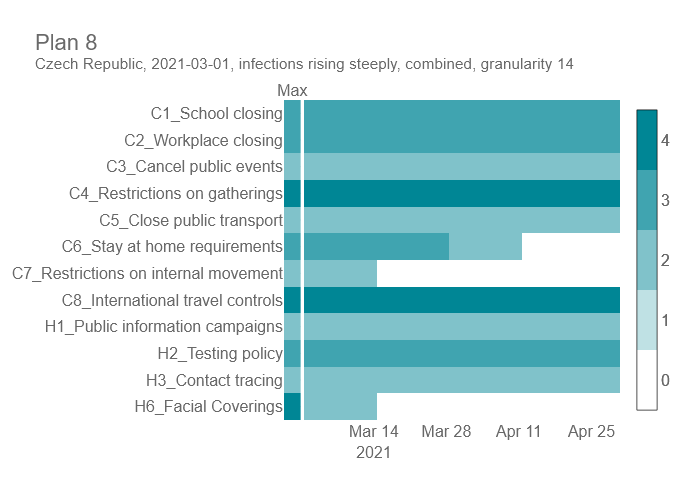 Plan 8
Czech Republic, 2021-03-01, infections rising steeply, combined, granularity 14
Max
C1_School closing
C2_Workplace closing
C3_Cancel public events
C4_Restrictions on gatherings
C5_Close public transport
C6_Stay at home requirements
C7_Restrictions on internal movement
C8_International travel controls
H1_Public information campaigns
H2_Testing policy
H3_Contact tracing
H6_Facial Coverings
Mar 14 Mar 28 Apr 11 Apr 25
2021
4
3
2
1
0